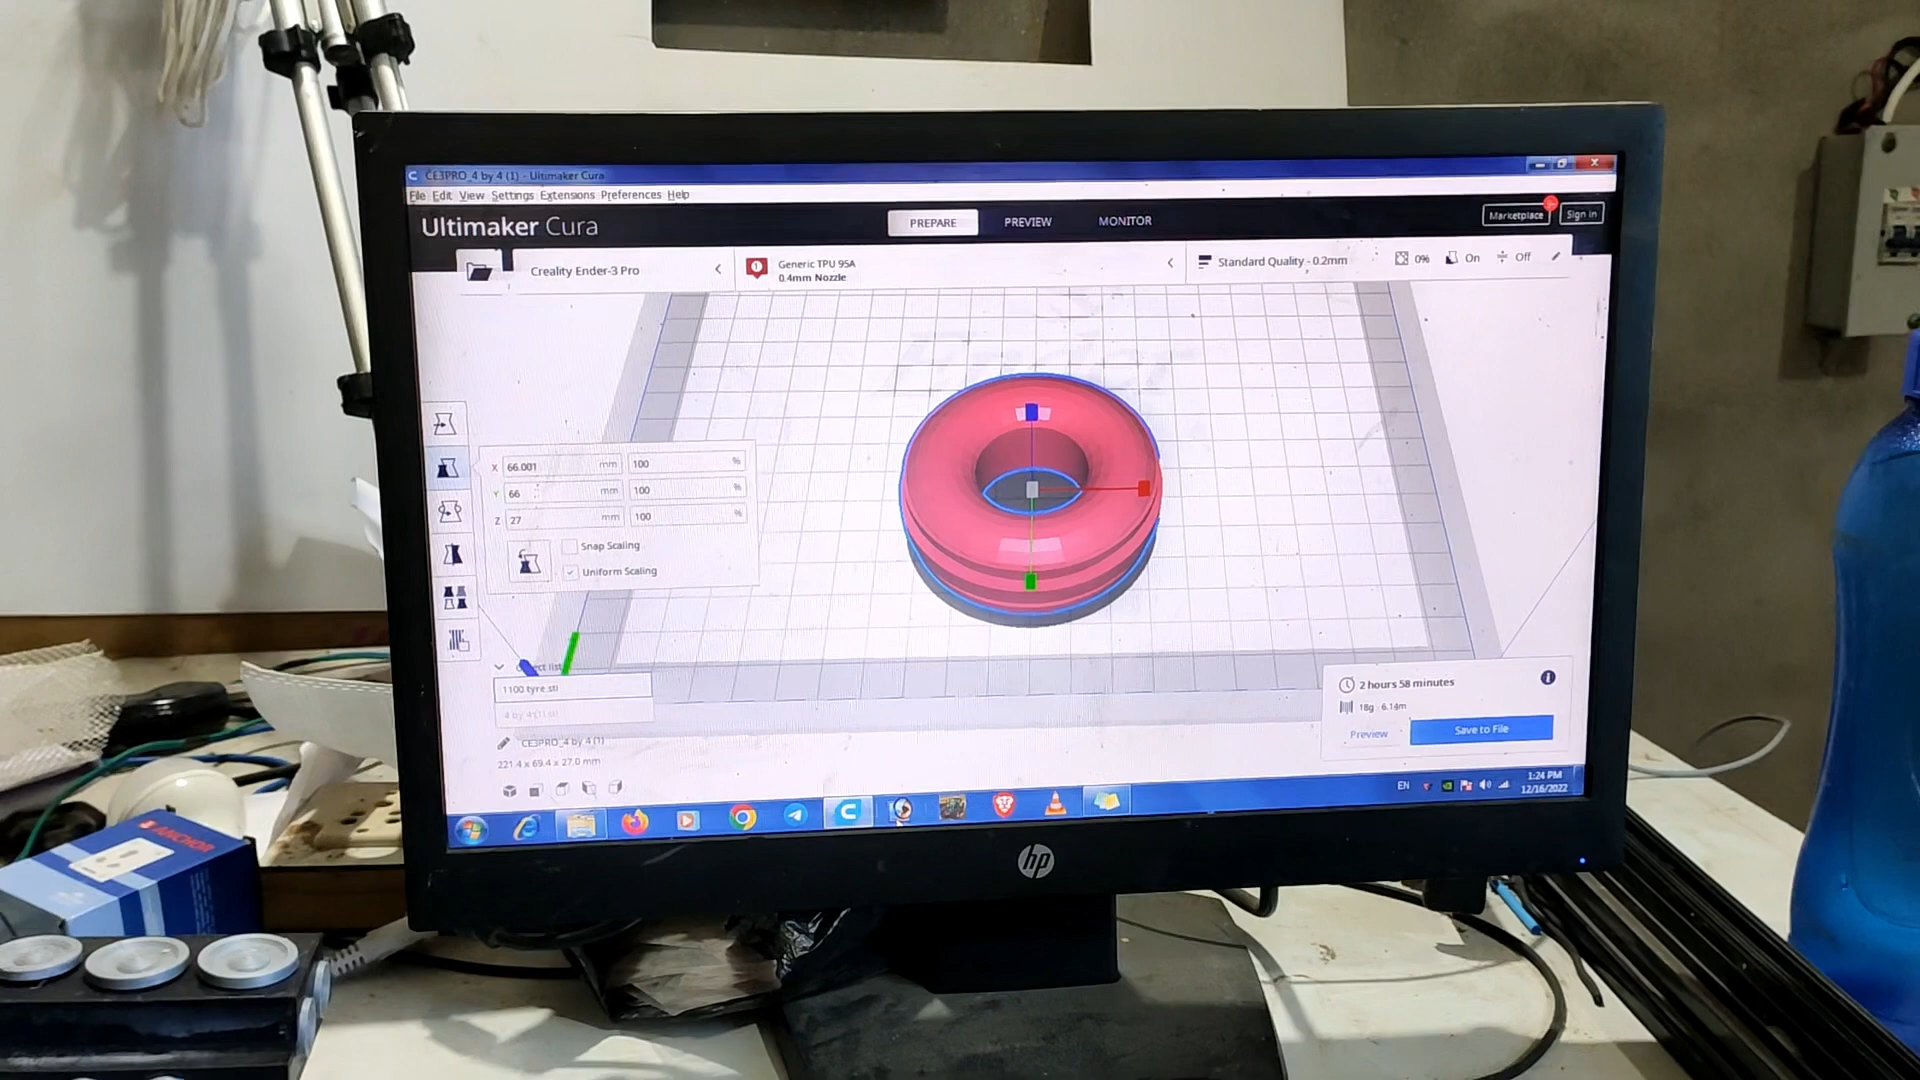 CE3PRO_4 by 4 (1) - Ultimaker Cura
File Edit View Settings Extensions Preferences Help
Ultimaker Cura
PREPARE
PREVIEW
MONITOR
Marketplace
Sign in
Creality Ender-3 Pro
Generic TPU 95A
0.4mm Nozzle
Standard Quality - 0.2mm
0%
On
Off
X 66.001 mm 100 %
Y 66 mm 100 %
Z 27 mm 100 %
Snap Scaling
Uniform Scaling
ect list
1100 tyre.stl
CE3PRO_4 by 4 (1)
221.4 x 69.4 x 27.0 mm
2 hours 58 minutes
18g · 6.14m
Preview
Save to File
EN
1:24 PM
12/16/2022
hp
ANCHOR